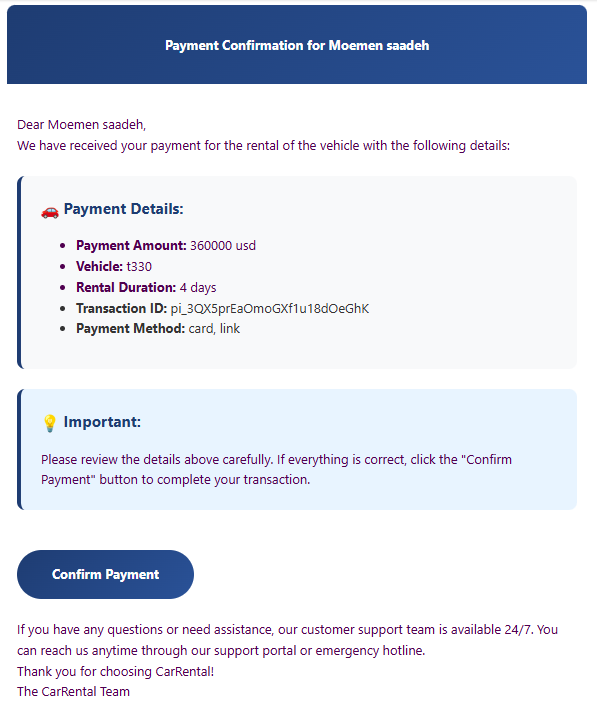 Payment Confirmation for Moemen saadeh
Dear Moemen saadeh,
We have received your payment for the rental of the vehicle with the following details:
🚗 Payment Details:
• Payment Amount: 360000 usd
• Vehicle: t330
• Rental Duration: 4 days
• Transaction ID: pi_3QX5prEaOmoGXf1u18dOeGhK
• Payment Method: card, link
💡 Important:
Please review the details above carefully. If everything is correct, click the "Confirm
Payment" button to complete your transaction.
Confirm Payment
If you have any questions or need assistance, our customer support team is available 24/7. You
can reach us anytime through our support portal or emergency hotline.
Thank you for choosing CarRental!
The CarRental Team